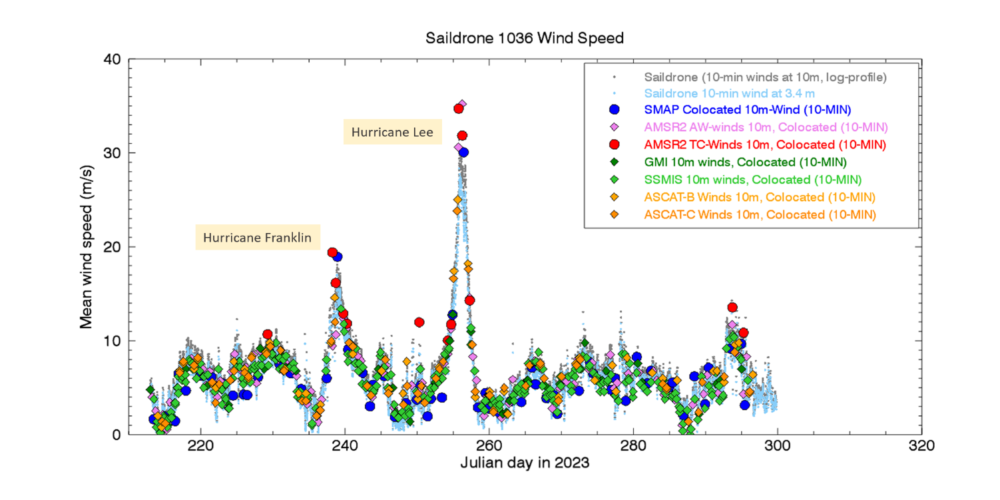 Saildrone 1036 Wind Speed
40
30
20
10
0
Mean wind speed (m/s)
Saildrone (10-min winds at 10m, log-profile)
Saildrone 10-min wind at 3.4 m
SMAP Colocated 10m-Wind (10-MIN)
AMSR2 AW-winds 10m, Colocated (10-MIN)
AMSR2 TC-Winds 10m, Colocated (10-MIN)
GMI 10m winds, Colocated (10-MIN)
SSMIS 10m winds, Colocated (10-MIN)
ASCAT-B Winds 10m, Colocated (10-MIN)
ASCAT-C Winds 10m, Colocated (10-MIN)
Hurricane Lee
Hurricane Franklin
220
240
260
280
300
320
Julian day in 2023